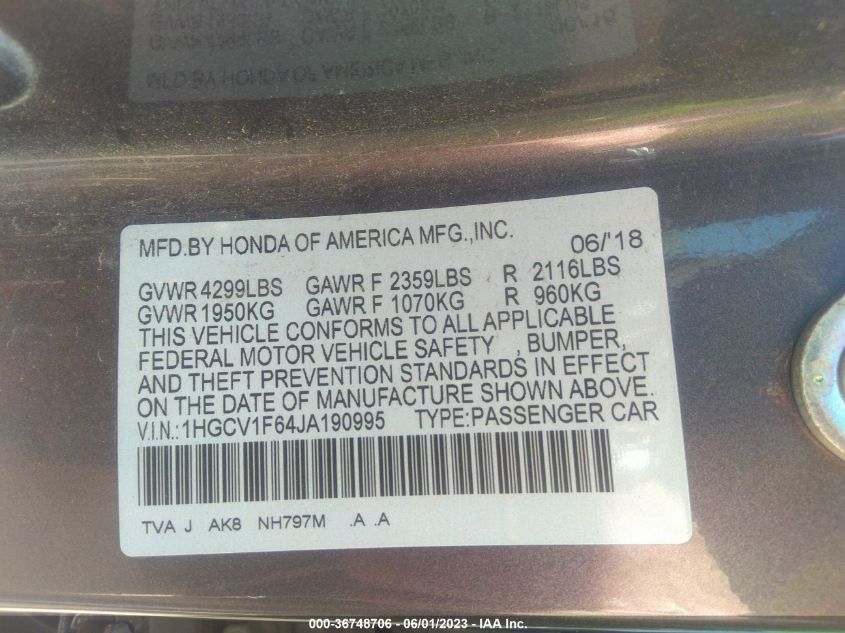 MFD.BY HONDA OF AMERICA MFG.,INC. 06/'18
GVWR 4299LBS GAWR F 2359LBS R 2116LBS
GVWR 1950KG GAWR F 1070KG R 960KG
THIS VEHICLE CONFORMS TO ALL APPLICABLE
FEDERAL MOTOR VEHICLE SAFETY , BUMPER,
AND THEFT PREVENTION STANDARDS IN EFFECT
ON THE DATE OF MANUFACTURE SHOWN ABOVE.
V.I.N.:1HGCV1F64JA190995 TYPE:PASSENGER CAR
TVA J AK8 NH797M .A .A
000-36748706 - 06/01/2023 - IAA Inc.